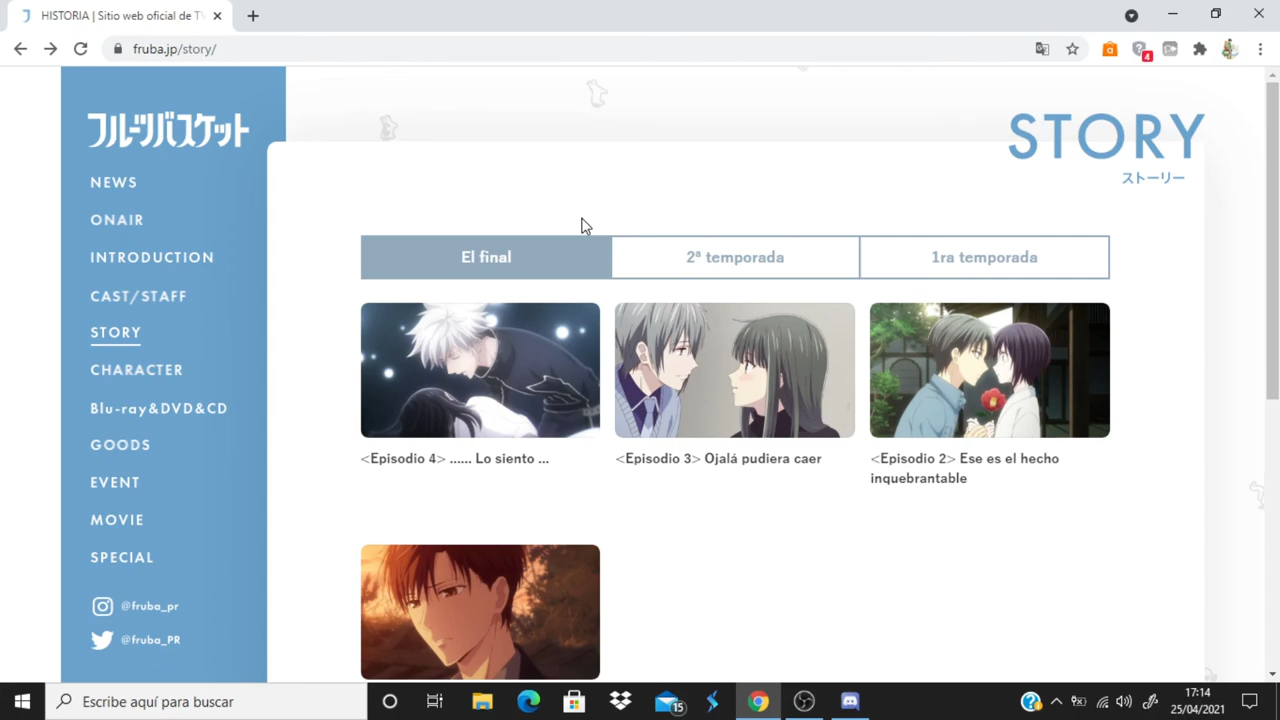 HISTORIA | Sitio web oficial de TV
fruba.jp/story/
4
フルーツバスケット
NEWS
ONAIR
INTRODUCTION
CAST/STAFF
STORY
CHARACTER
Blu-ray&DVD&CD
GOODS
EVENT
MOVIE
SPECIAL
@fruba_pr
@fruba_PR
STORY
ストーリー
El final
2ª temporada
1ra temporada
<Episodio 4> ...... Lo siento ...
<Episodio 3> Ojalá pudiera caer
<Episodio 2> Ese es el hecho
inquebrantable
Escribe aquí para buscar
15
17:14
25/04/2021